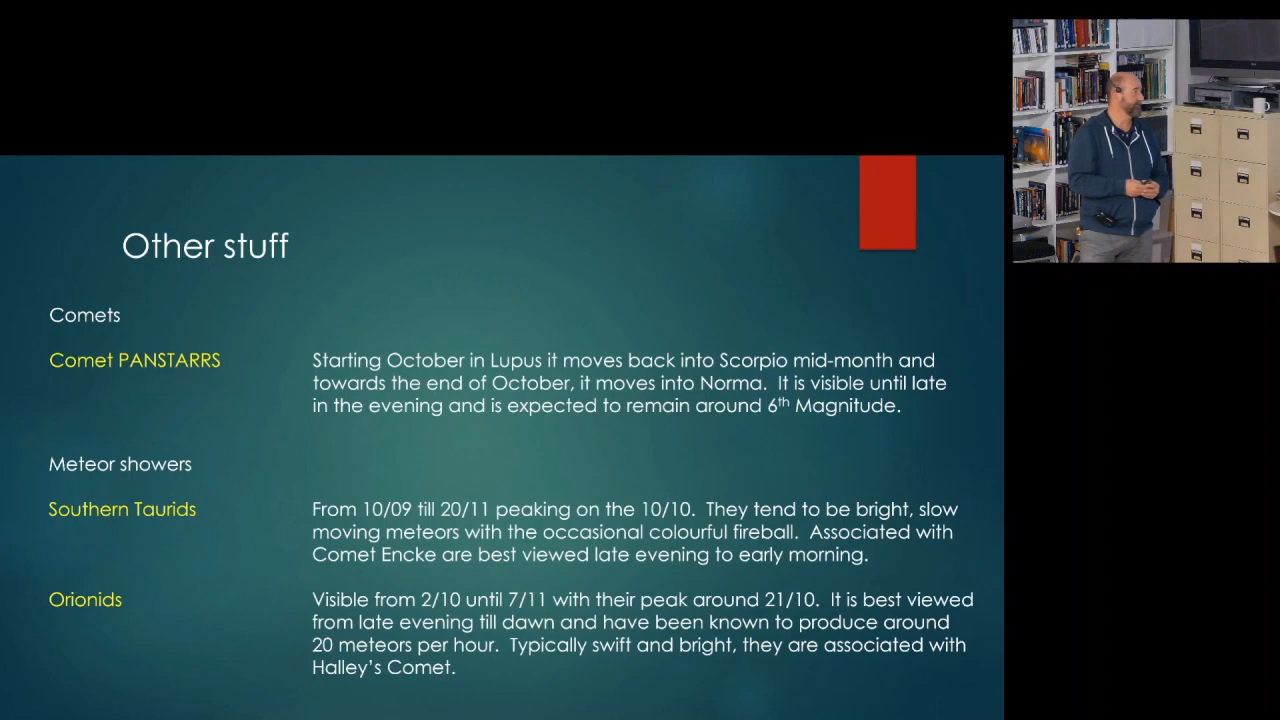 Other stuff
Comets
Comet PANSTARRS
Starting October in Lupus it moves back into Scorpio mid-month and
towards the end of October, it moves into Norma.  It is visible until late
in the evening and is expected to remain around 6th Magnitude.
Meteor showers
Southern Taurids
From 10/09 till 20/11 peaking on the 10/10.  They tend to be bright, slow
moving meteors with the occasional colourful fireball.  Associated with
Comet Encke are best viewed late evening to early morning.
Orionids
Visible from 2/10 until 7/11 with their peak around 21/10.  It is best viewed
from late evening till dawn and have been known to produce around
20 meteors per hour.  Typically swift and bright, they are associated with
Halley's Comet.